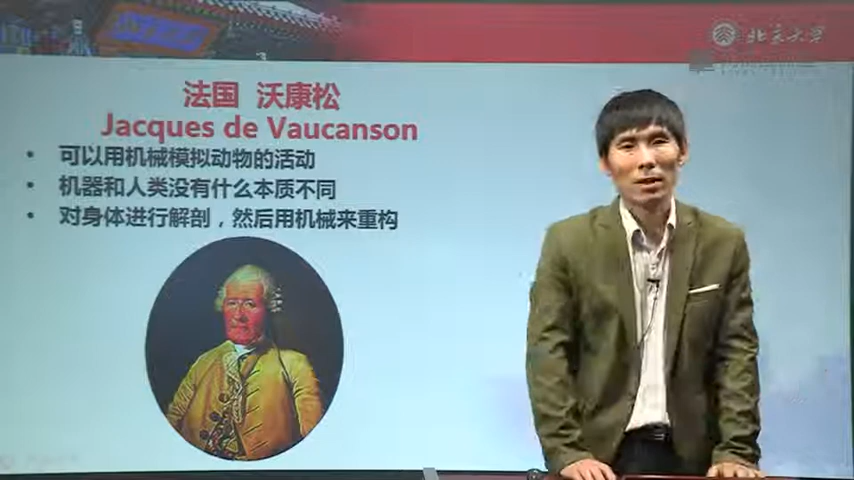 北京大学
法国 沃康松
Jacques de Vaucanson
• 可以用机械模拟动物的活动
• 机器和人类没有什么本质不同
• 对身体进行解剖，然后用机械来重构